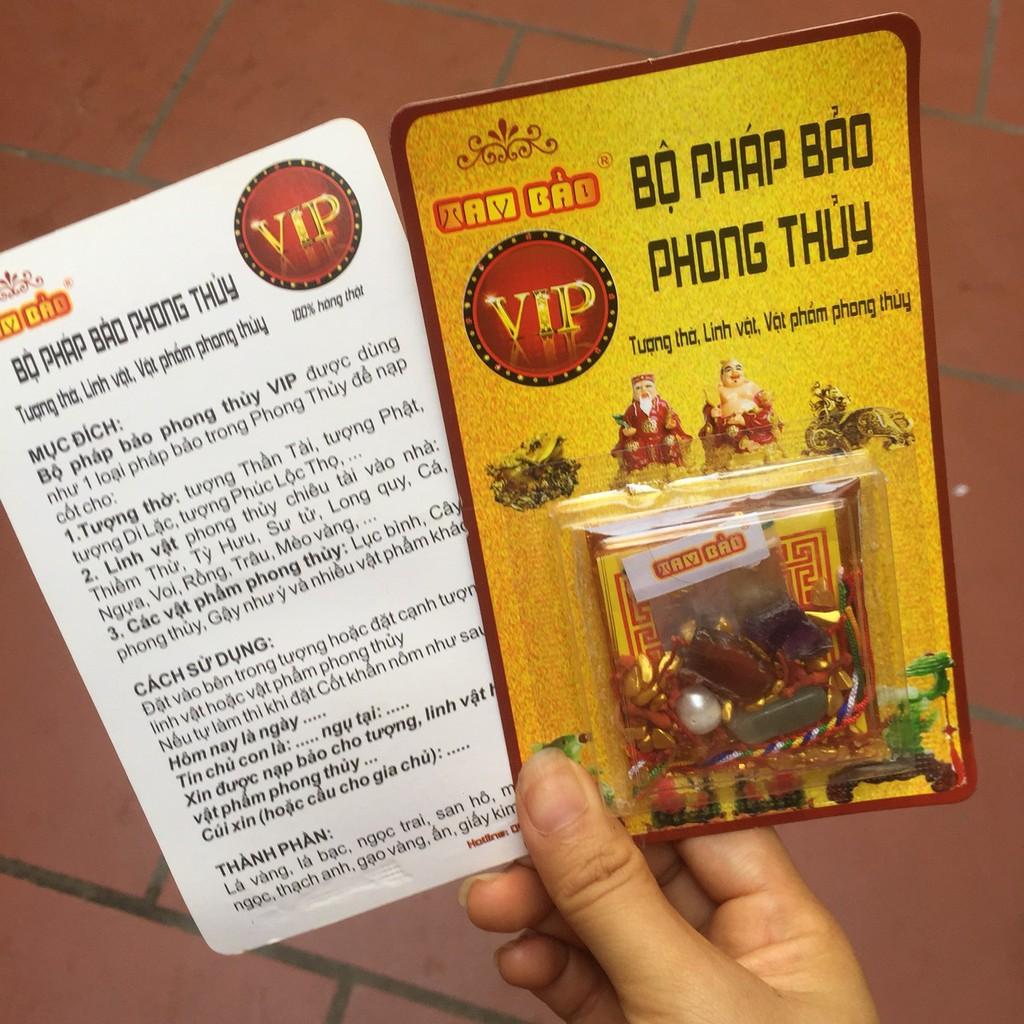 VIP
AM BẢO®
BỘ PHÁP BẢO PHONG THỦY
Tượng thờ, Linh vật, Vật phẩm phong thủy
100% hàng thật
MỤC ĐÍCH:
Bộ pháp bảo phong thủy VIP được dùng
như 1 loại pháp bảo trong Phong Thủy để nạp
cốt cho:
1.Tượng thờ: tượng Thần Tài, tượng Phật,
tượng Di Lặc, tượng Phúc Lộc Thọ, ...
2. Linh vật phong thủy chiêu tài vào nhà:
Thiềm Thừ, Tỳ Hưu, Sư tử, Long quy, Cá,
Ngựa, Voi, Rồng, Trâu, Mèo vàng, ...
3. Các vật phẩm phong thủy: Lục bình, Cây
phong thủy, Gậy như ý và nhiều vật phẩm khác
CÁCH SỬ DỤNG:
Đặt vào bên trong tượng hoặc đặt cạnh tượn
linh vật hoặc vật phẩm phong thủy
Nếu tự làm thì khi đặt Cốt khấn nôm như sau
Hôm nay là ngày .....
Tín chủ con là: ..... ngụ tại: .....
Xin được nạp bảo cho tượng, linh vật h
vật phẩm phong thủy ...
Cúi xin (hoặc cầu cho gia chủ): .....
THÀNH PHẦN:
Lá vàng, lá bạc, ngọc trai, san hô, m
ngọc, thạch anh, gạo vàng, ấn, giấy kim
Hotline: 0
TAM BẢO®
BỘ PHÁP BẢO
PHONG THỦY
VIP
Tượng thờ, Linh vật, Vật phẩm phong thủy
TAM BẢO